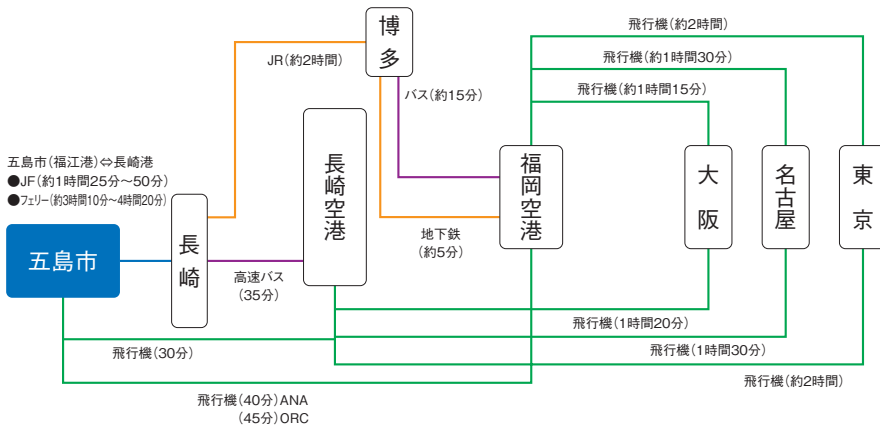 飛行機(約2時間)
博多
JR(約2時間)
飛行機(約1時間30分)
バス(約15分)
飛行機(約1時間15分)
五島市(福江港)⇔長崎港
●JF(約1時間25分〜50分)
●フェリー(約3時間10分〜4時間20分)
長崎空港
福岡空港
大阪
名古屋
東京
五島市
長崎
地下鉄
(約5分)
高速バス
(35分)
飛行機(1時間20分)
飛行機(30分)
飛行機(1時間30分)
飛行機(約2時間)
飛行機(40分)ANA
(45分)ORC